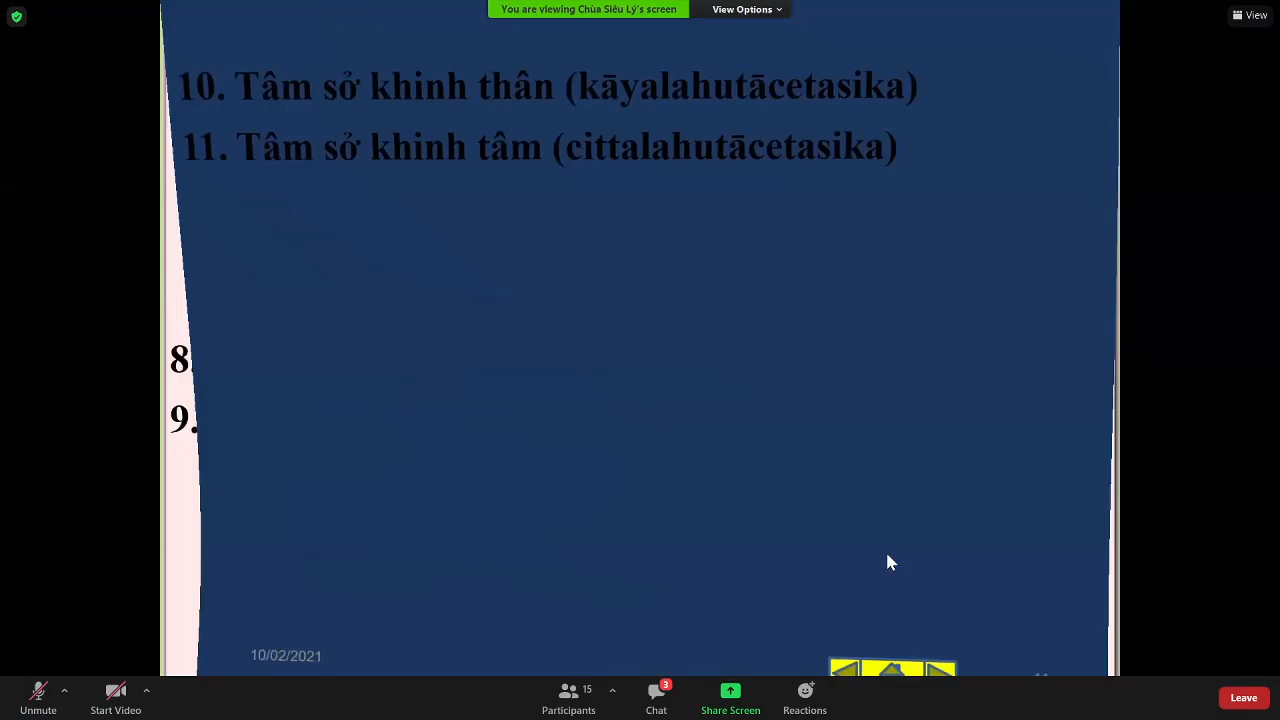 You are viewing Chùa Siêu Lý's screen
View Options
View
10. Tâm sở khinh thân (kāyalahutācetasika)
11. Tâm sở khinh tâm (cittalahutācetasika)
8.
9.
10/02/2021
Unmute
Start Video
15
Participants
3
Chat
Share Screen
Reactions
Leave